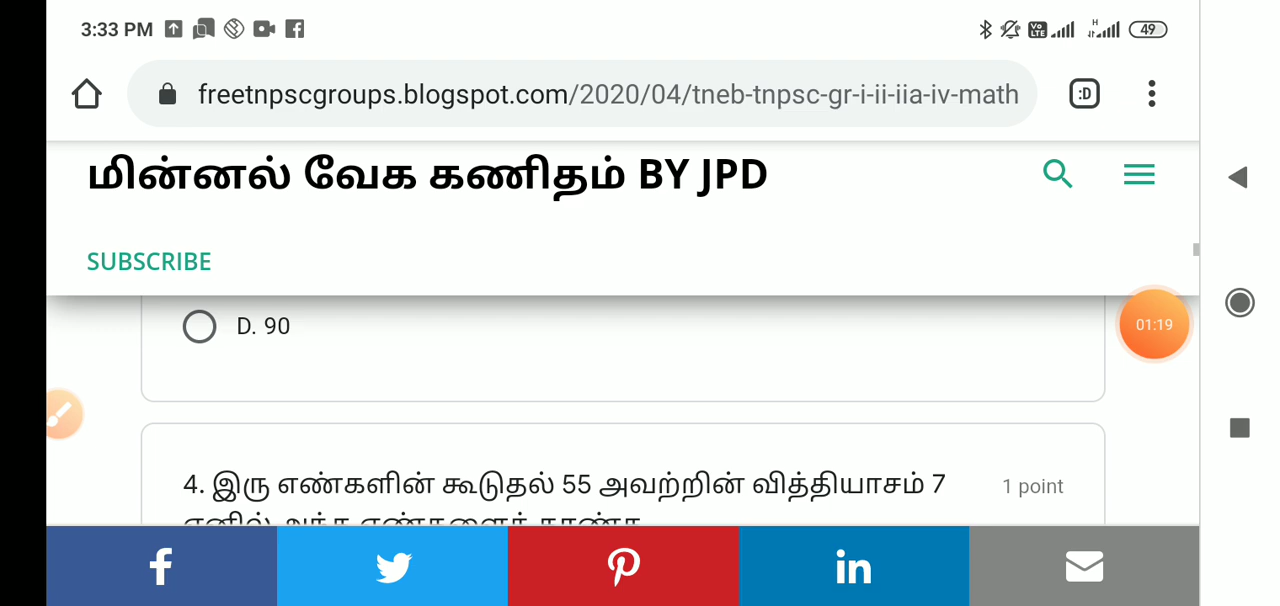 3:33 PM
49
freetnpscgroups.blogspot.com/2020/04/tneb-tnpsc-gr-i-ii-iia-iv-math
:D
மின்னல் வேக கணிதம் BY JPD
SUBSCRIBE
D. 90
01:19
4. இரு எண்களின் கூடுதல் 55 அவற்றின் வித்தியாசம் 7
1 point